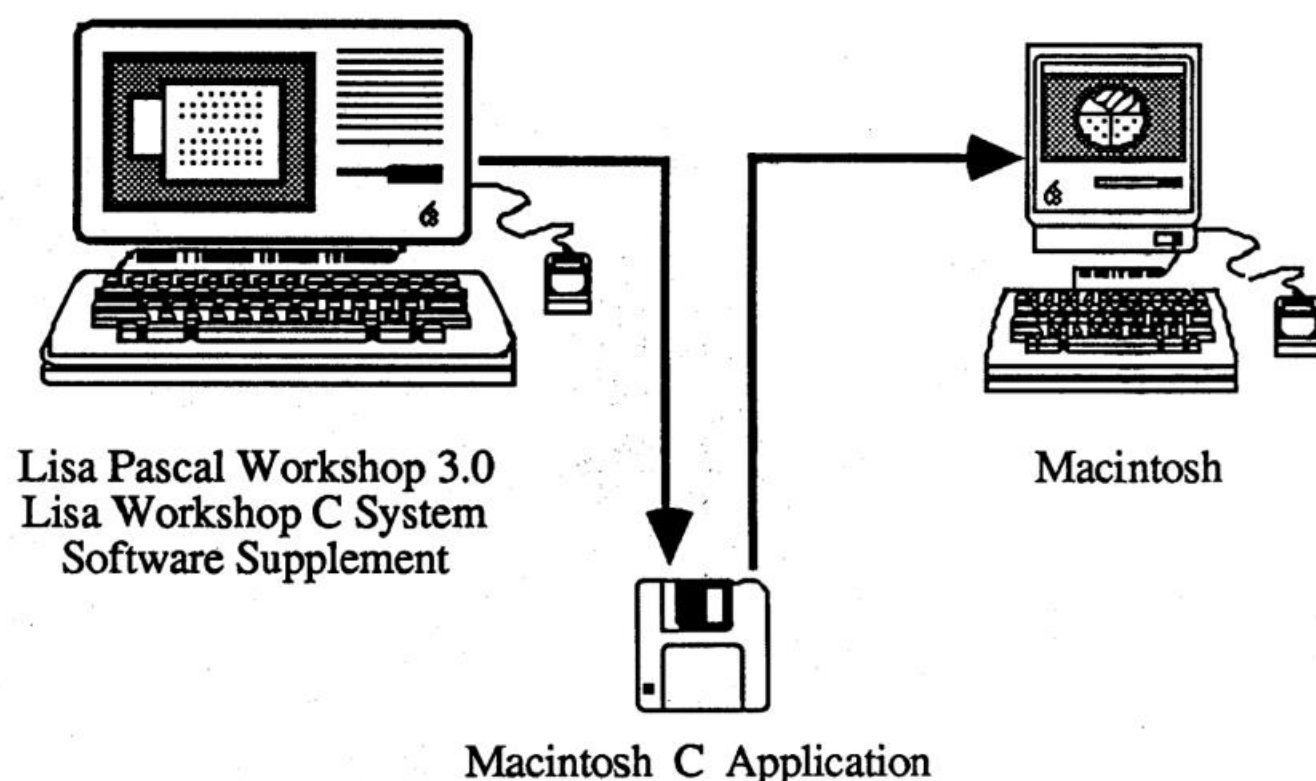 Lisa Pascal Workshop 3.0
Lisa Workshop C System
Software Supplement
Macintosh
Macintosh C Application